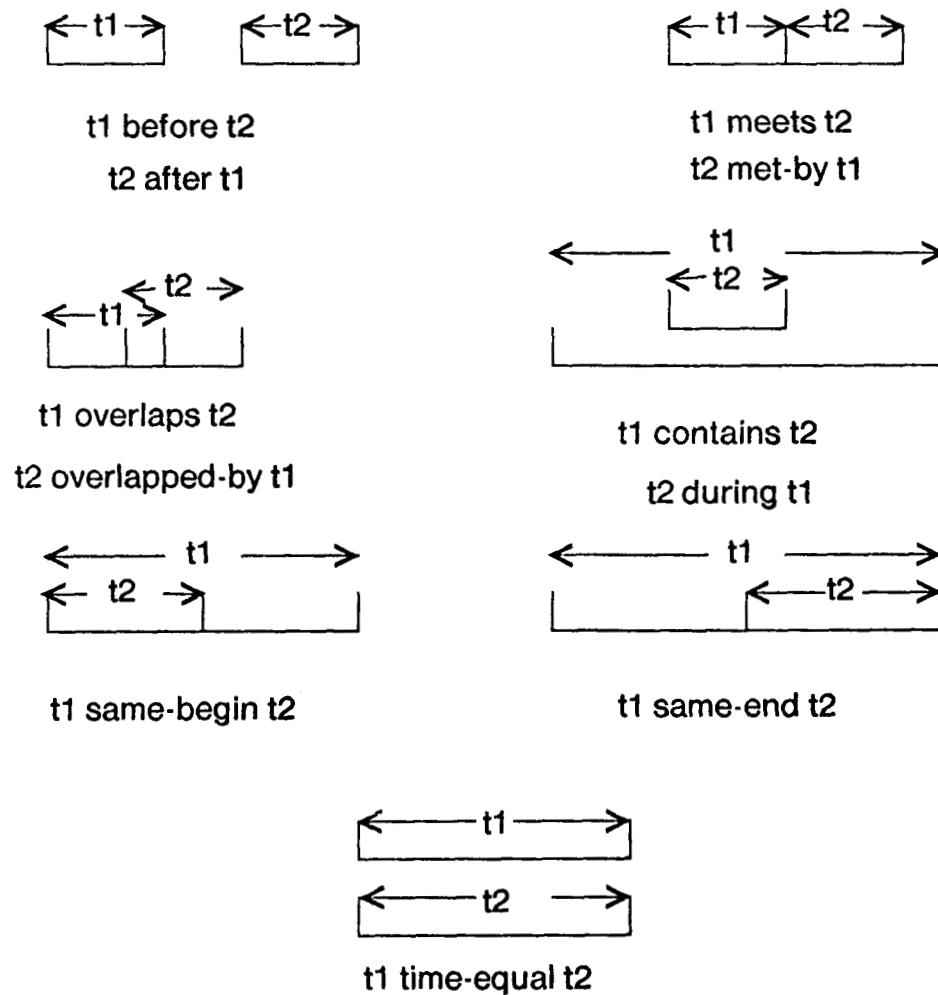 t1 t2 t1 t2
t1 before t2
t2 after t1
t1 meets t2
t2 met-by t1
t2
t1
t1
t2
t1 overlaps t2
t2 overlapped-by t1
t1 contains t2
t2 during t1
t1
t2
t1
t2
t1 same-begin t2
t1 same-end t2
t1
t2
t1 time-equal t2